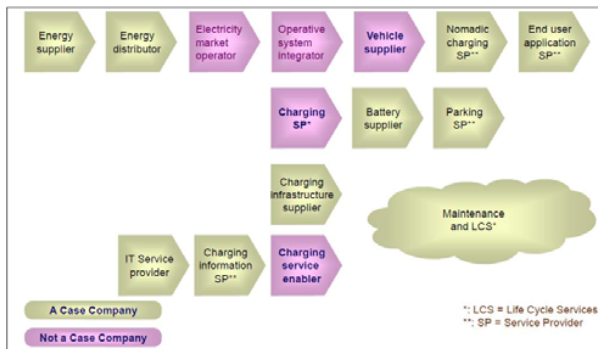 Energy
supplier
Energy
distributor
Electricity
market
operator
Operative
system
integrator
Vehicle
supplier
Nomadic
charging
SP**
End user
application
SP**
Charging
SP*
Battery
supplier
Parking
SP**
Charging
infrastructure
supplier
Maintenance
and LCS*
IT Service
provider
Charging
information
SP**
Charging
service
enabler
A Case Company
Not a Case Company
*: LCS = Life Cycle Services
**: SP = Service Provider